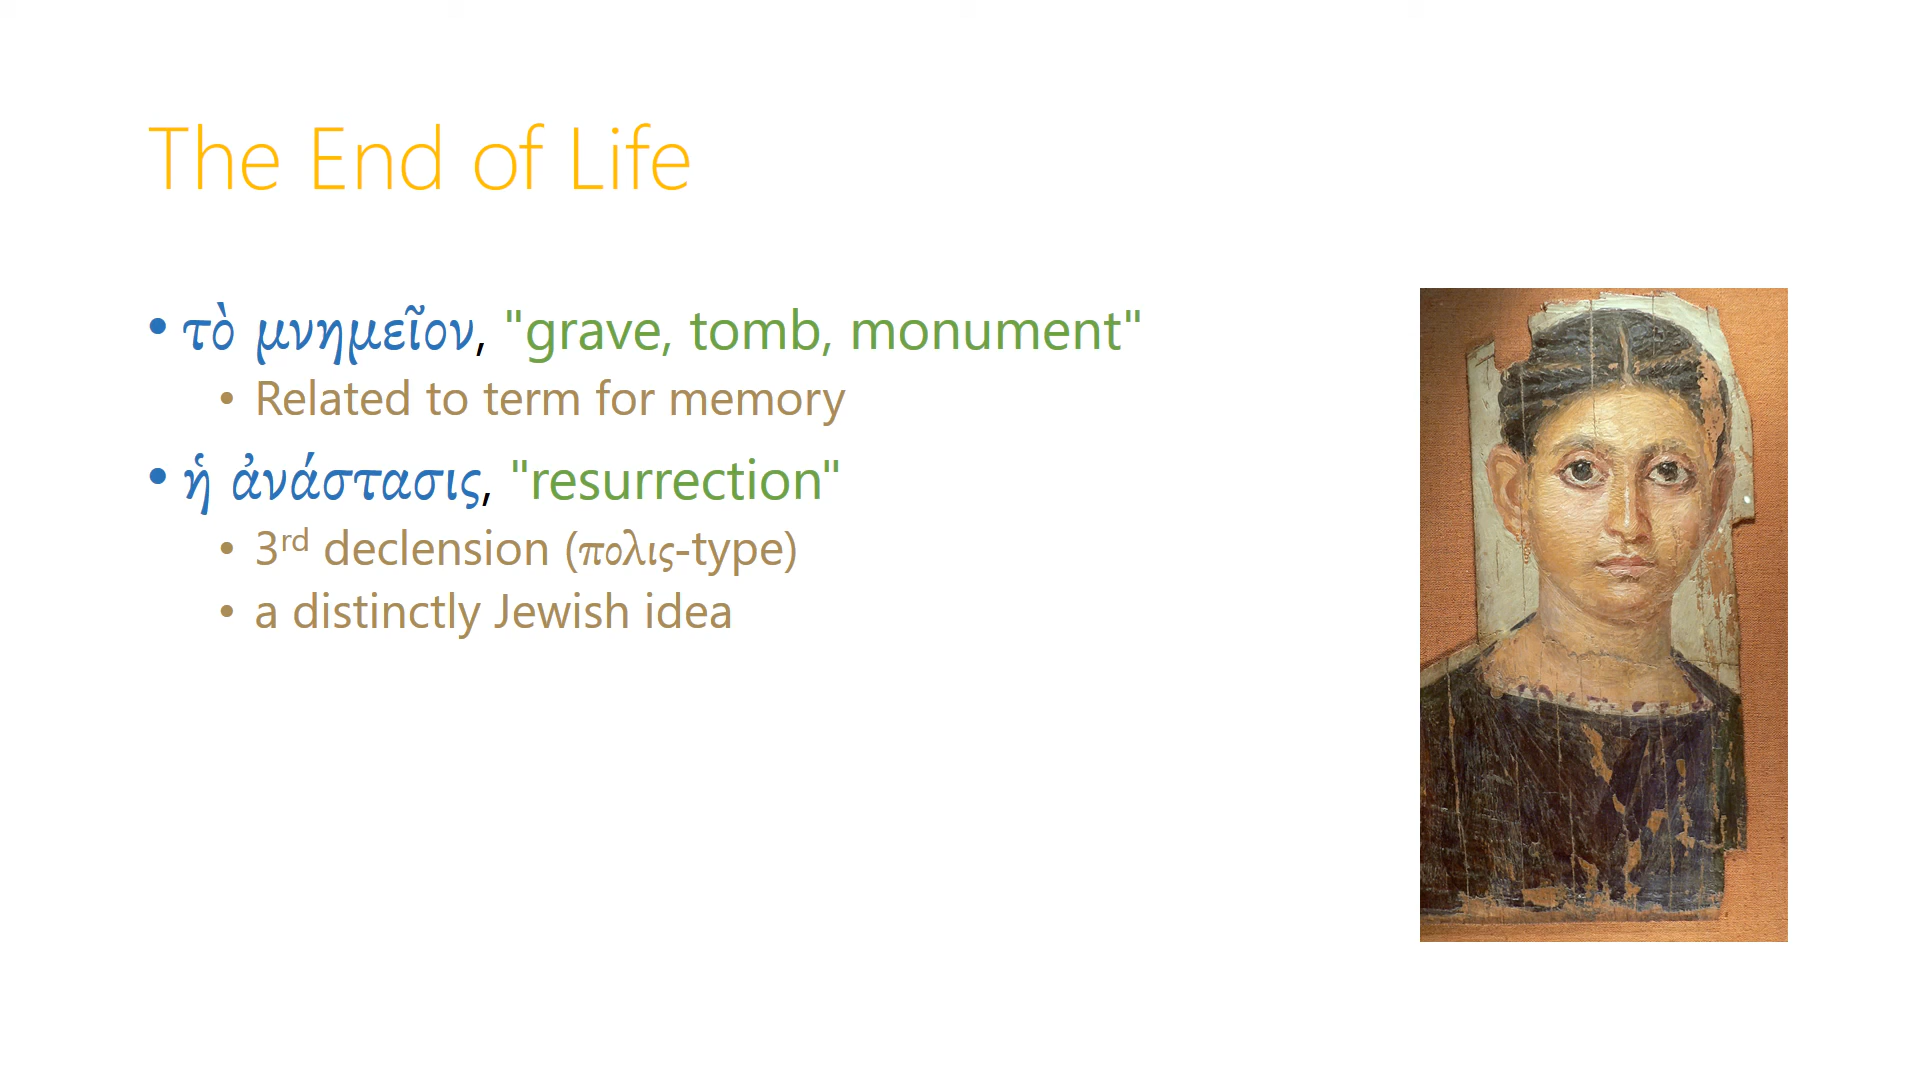 The End of Life
• τὸ μνημεῖον, "grave, tomb, monument"
• Related to term for memory
• ἡ ἀνάστασις, "resurrection"
• 3rd declension (πολις-type)
• a distinctly Jewish idea